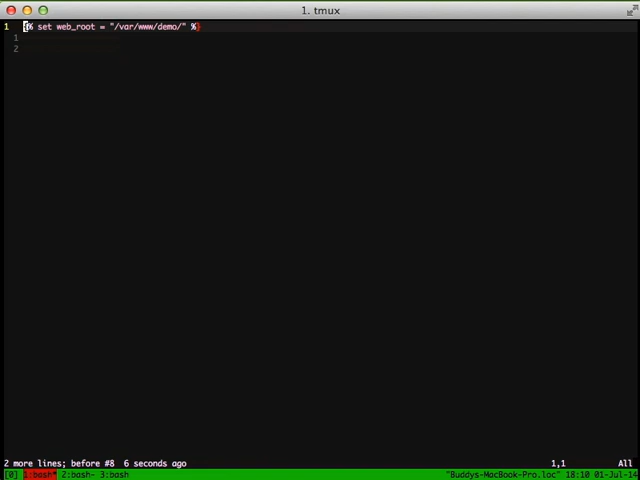 1. tmux
1 {% set web_root = "/var/www/demo/" %}
1
2
2 more lines; before #8 6 seconds ago 1,1 All
[0] 1:bash* 2:bash- 3:bash "Buddys-MacBook-Pro.loc" 18:10 01-Jul-14